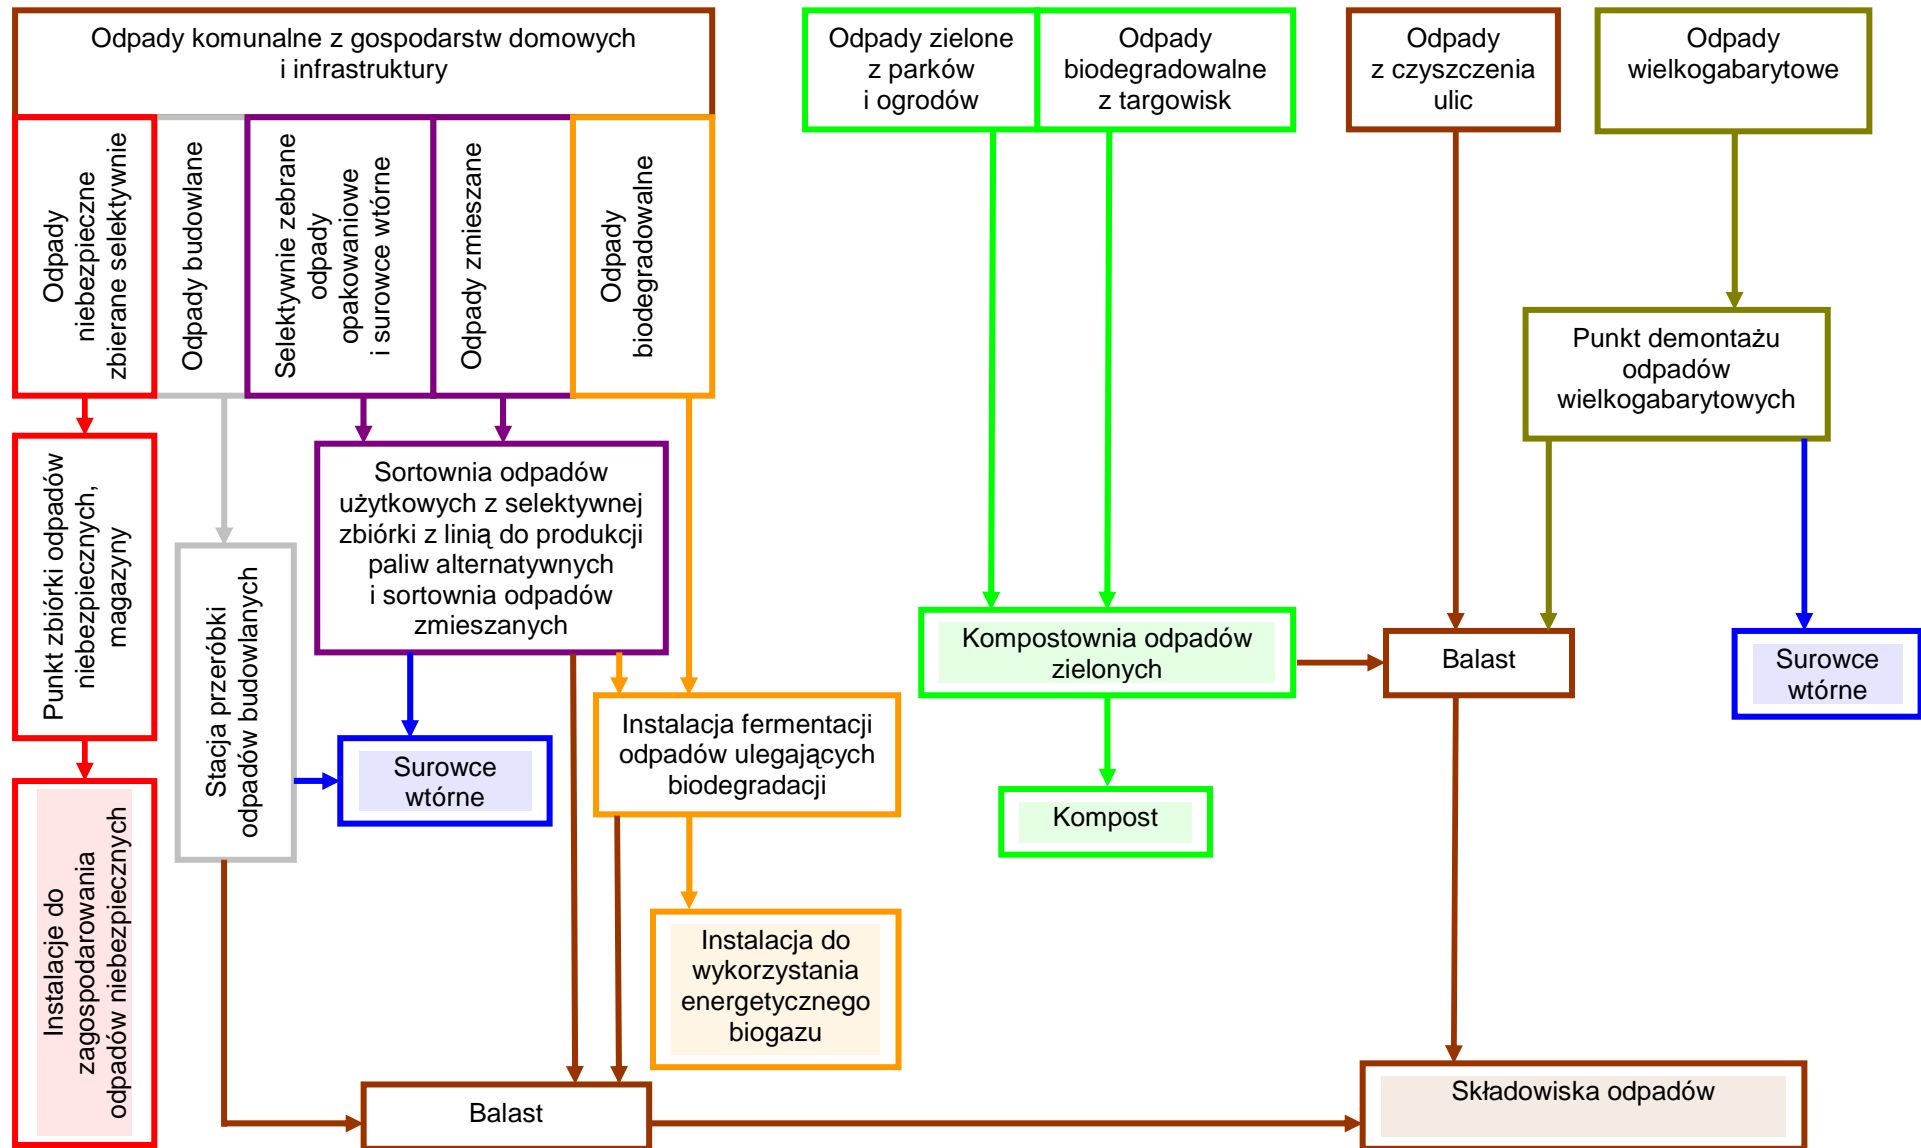 Odpady komunalne z gospodarstw domowych
i infrastruktury
Odpady zielone
z parków
i ogrodów
Odpady
biodegradowalne
z targowisk
Odpady
z czyszczenia
ulic
Odpady
wielkogabarytowe
Odpady
niebezpieczne
zbierane selektywnie
Odpady budowlane
Selektywnie zebrane
odpady
opakowaniowe
i surowce wtórne
Odpady zmieszane
Odpady
biodegradowalne
Punkt demontażu
odpadów
wielkogabarytowych
Punkt zbiórki odpadów
niebezpiecznych,
magazyny
Stacja przeróbki
odpadów budowlanych
Sortownia odpadów
użytkowych z selektywnej
zbiórki z linią do produkcji
paliw alternatywnych
i sortownia odpadów
zmieszanych
Kompostownia odpadów
zielonych
Balast
Surowce
wtórne
Instalacja fermentacji
odpadów ulegających
biodegradacji
Surowce
wtórne
Kompost
Instalacje do
zagospodarowania
odpadów niebezpiecznych
Instalacja do
wykorzystania
energetycznego
biogazu
Balast
Składowiska odpadów